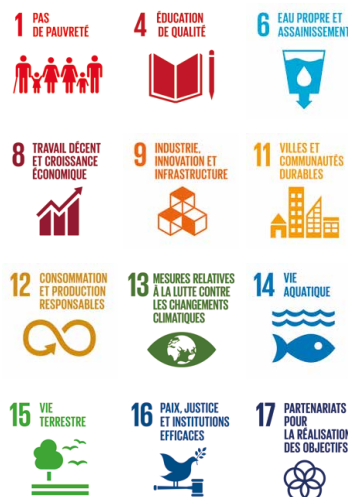 1 PAS
DE PAUVRETÉ
4 ÉDUCATION
DE QUALITÉ
6 EAU PROPRE ET
ASSAINISSEMENT
8 TRAVAIL DÉCENT
ET CROISSANCE
ÉCONOMIQUE
9 INDUSTRIE,
INNOVATION ET
INFRASTRUCTURE
11 VILLES ET
COMMUNAUTÉS
DURABLES
12 CONSOMMATION
ET PRODUCTION
RESPONSABLES
13 MESURES RELATIVES
À LA LUTTE CONTRE
LES CHANGEMENTS
CLIMATIQUES
14 VIE
AQUATIQUE
15 VIE
TERRESTRE
16 PAIX, JUSTICE
ET INSTITUTIONS
EFFICACES
17 PARTENARIATS
POUR
LA RÉALISATION
DES OBJECTIFS